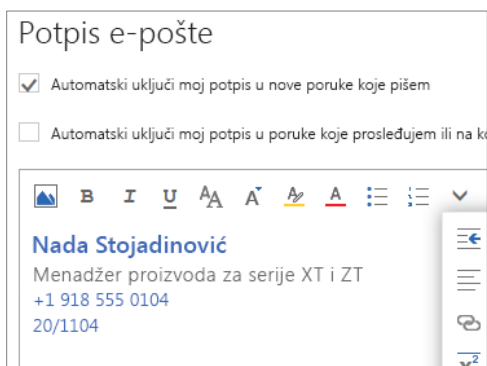 Potpis e-pošte
Automatski uključi moj potpis u nove poruke koje pišem
Automatski uključi moj potpis u poruke koje prosleđujem ili na
Nada Stojadinović
Menadžer proizvoda za serije XT i ZT
+1 918 555 0104
20/1104